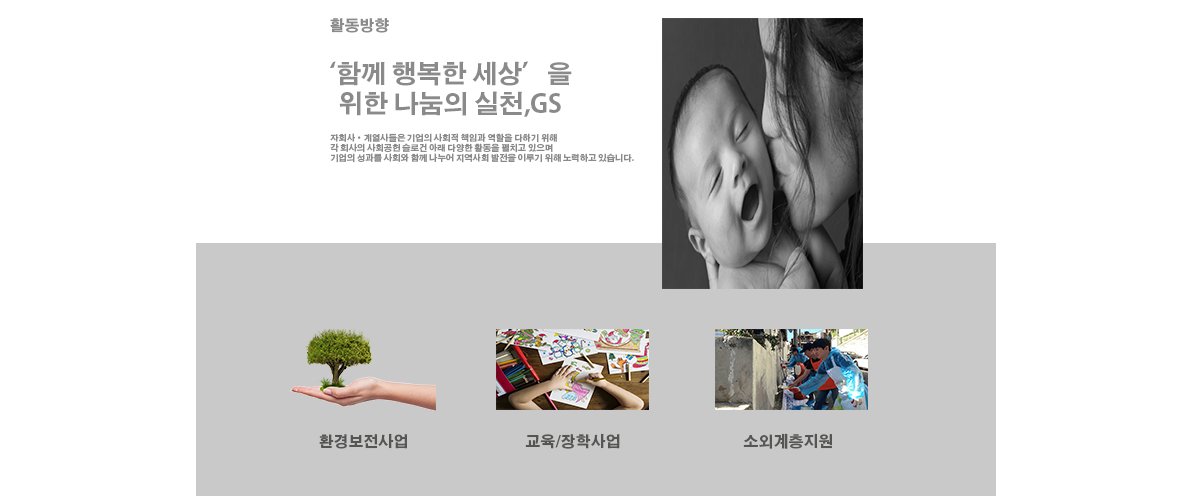 활동방향
‘함께 행복한 세상’ 을
위한 나눔의 실천,GS
자회사 • 계열사들은 기업의 사회적 책임과 역할을 다하기 위해
각 회사의 사회공헌 슬로건 아래 다양한 활동을 펼치고 있으며
기업의 성과를 사회와 함께 나누어 지역사회 발전을 이루기 위해 노력하고 있습니다.
환경보전사업
교육/장학사업
소외계층지원